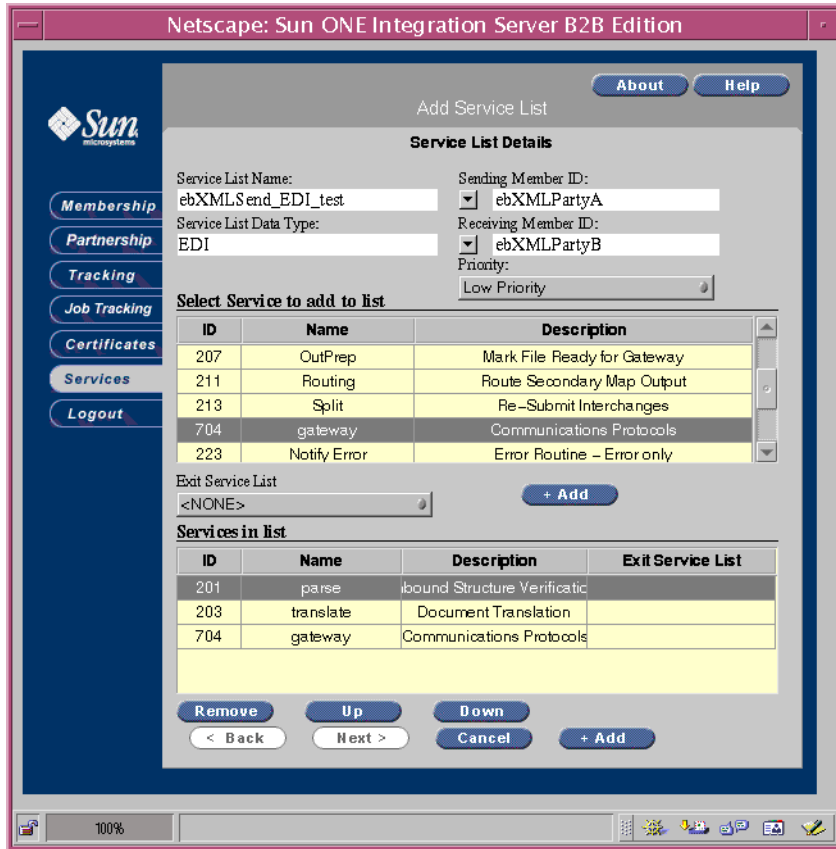 Netscape: Sun ONE Integration Server B2B Edition
About Help
Add Service List
Sun
microsystems
Service List Details
Service List Name: Sending Member ID:
ebXMLSend_EDI_test ebXMLPartyA
Service List Data Type: Receiving Member ID:
EDI ebXMLPartyB
Priority:
Low Priority
Membership
Partnership
Tracking
Job Tracking
Certificates
Services
Logout
Select Service to add to list
ID Name Description
207 OutPrep Mark File Ready for Gateway
211 Routing Route Secondary Map Output
213 Split Re-Submit Interchanges
704 gateway Communications Protocols
223 Notify Error Error Routine - Error only
Exit Service List
<NONE> + Add
Services in list
ID Name Description Exit Service List
201 parse nbound Structure Verificatic
203 translate Document Translation
704 gateway Communications Protocols
Remove Up Down
< Back Next > Cancel + Add
100%